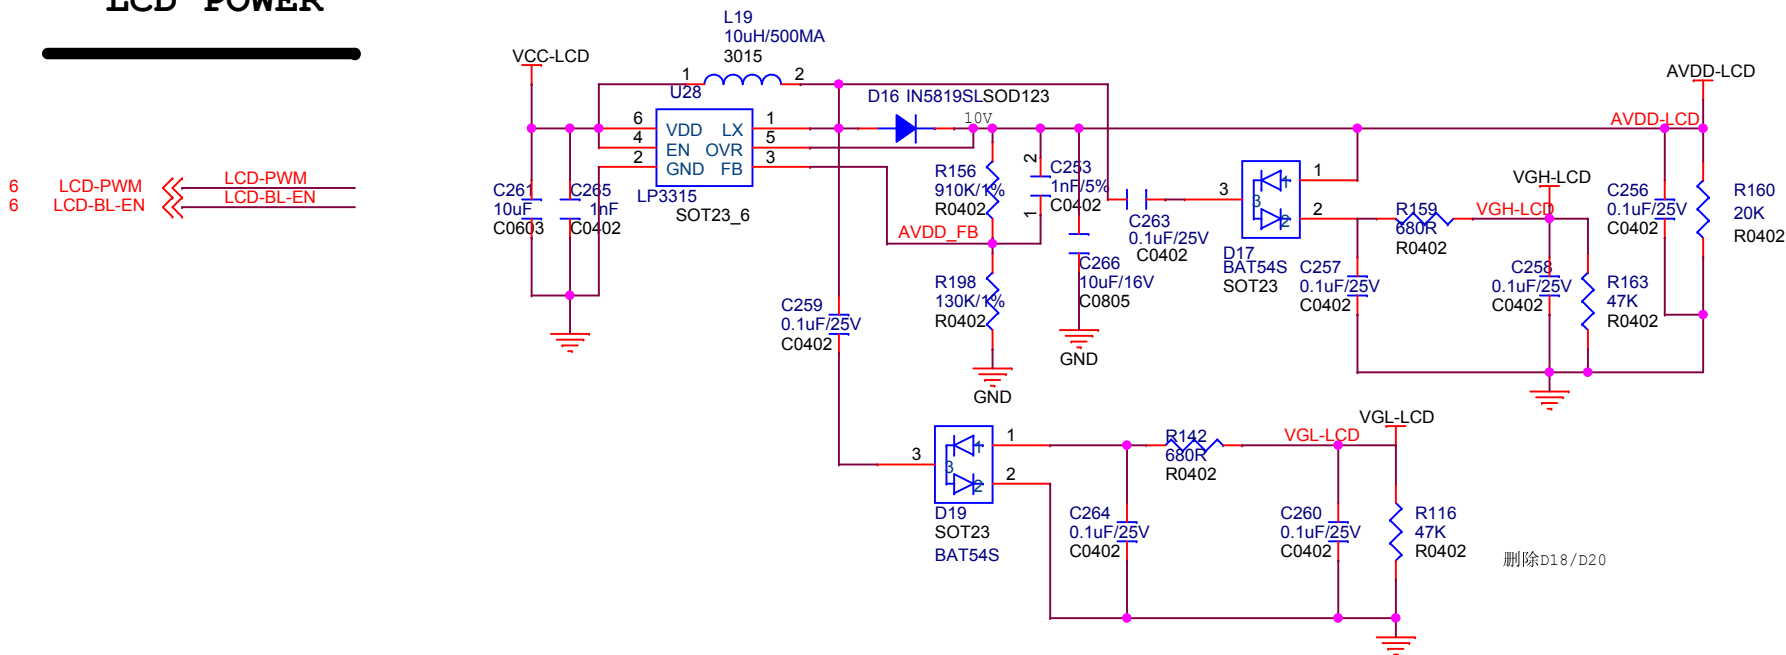 LCD POWER
6 LCD-PWM
LCD-PWM
6 LCD-BL-EN
LCD-BL-EN
VCC-LCD
L19
10uH/500MA
3015
1
2
U28
6 VDD LX 1
4 EN OVR 5
2 GND FB 3
LP3315
SOT23_6
C261
10uF
C0603
C265
1nF
C0402
D16 IN5819SLSOD123
10V
R156
910K/1%
R0402
AVDD_FB
R198
130K/1%
R0402
GND
2
C253
1nF/5%
C0402
1
C266
10uF/16V
C0805
GND
C263
0.1uF/25V
C0402
3
1
2
3
1
2
D17
BAT54S
SOT23
C257
0.1uF/25V
C0402
R159
680R
R0402
VGH-LCD
VGH-LCD
C258
0.1uF/25V
C0402
R163
47K
R0402
AVDD-LCD
AVDD-LCD
C256
0.1uF/25V
C0402
R160
20K
R0402
C259
0.1uF/25V
C0402
3
1
2
3
1
2
D19
SOT23
BAT54S
C264
0.1uF/25V
C0402
R142
680R
R0402
VGL-LCD
VGL-LCD
C260
0.1uF/25V
C0402
R116
47K
R0402
删除D18/D20